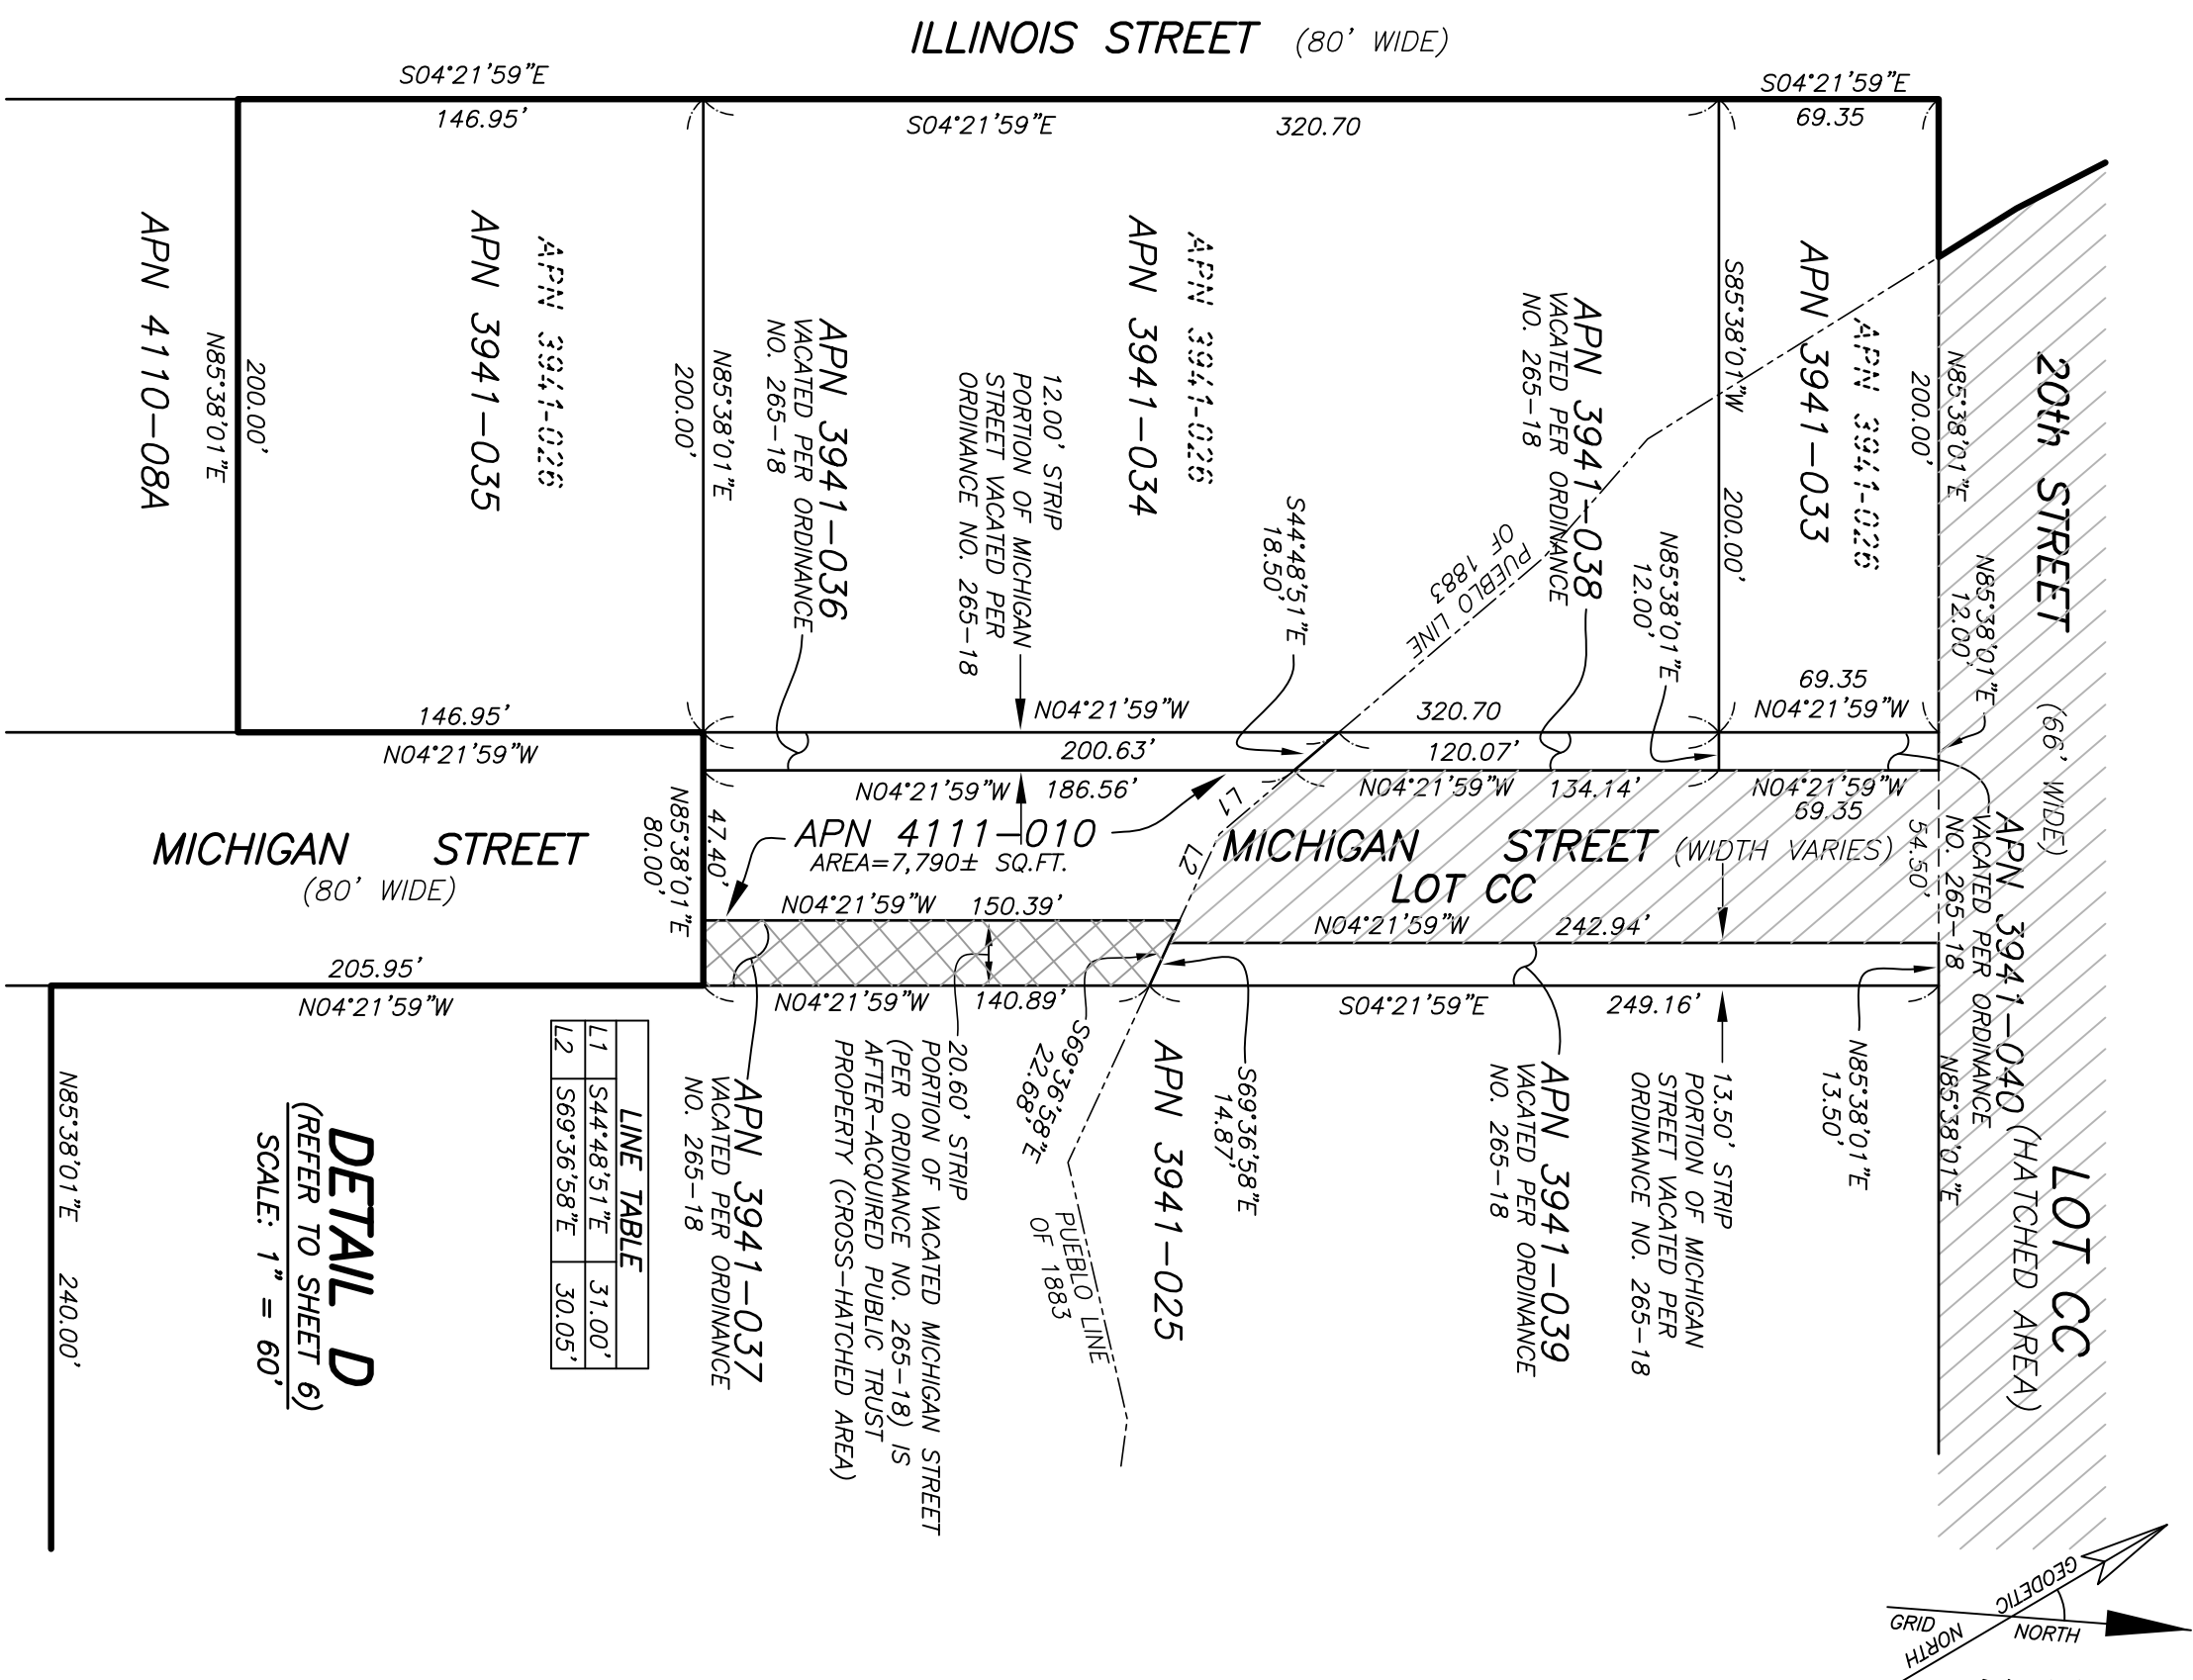 ILLINOIS STREET (80' WIDE)
S04°21'59"E
146.95'
S04°21'59"E
320.70
S04°21'59"E
69.35
APN 4110-08A
N85°38'01"E
200.00'
APN 3941-035
APN 3941-026
200.00'
N85°38'01"E
APN 3941-036
VACATED PER ORDINANCE
NO. 265-18
12.00' STRIP
PORTION OF MICHIGAN
STREET VACATED PER
ORDINANCE NO. 265-18
APN 3941-034
APN 3941-026
S44°48'51"E
18.50'
PUEBLO LINE
OF 1883
APN 3941-038
VACATED PER ORDINANCE
NO. 265-18
N85°38'01"E
12.00'
S85°38'01"W
200.00'
APN 3941-033
APN 3941-026
N85°38'01"E
200.00'
N85°38'01"E
12.00'
20th STREET (66' WIDE)
146.95'
N04°21'59"W
N04°21'59"W
320.70
69.35
N04°21'59"W
200.63'
120.07'
N04°21'59"W 186.56'
N04°21'59"W 134.14'
N04°21'59"W
69.35
MICHIGAN STREET
(80' WIDE)
N85°38'01"E
80.00'
47.40'
APN 4111-010
AREA=7,790± SQ.FT.
L1
L2
MICHIGAN STREET (WIDTH VARIES)
LOT CC
54.50'
N04°21'59"W 150.39'
N04°21'59"W 242.94'
205.95'
N04°21'59"W
N04°21'59"W 140.89'
S04°21'59"E 249.16'
APN 3941-040
VACATED PER ORDINANCE
NO. 265-18
LOT CC
(HATCHED AREA)
N85°38'01"E
N85°38'01"E
13.50'
13.50' STRIP
PORTION OF MICHIGAN
STREET VACATED PER
ORDINANCE NO. 265-18
APN 3941-039
VACATED PER ORDINANCE
NO. 265-18
S69°36'58"E
14.87'
APN 3941-025
S69°36'58"E
22.68'
PUEBLO LINE
OF 1883
20.60' STRIP
PORTION OF VACATED MICHIGAN STREET
(PER ORDINANCE NO. 265-18) IS
AFTER-ACQUIRED PUBLIC TRUST
PROPERTY (CROSS-HATCHED AREA)
APN 3941-037
VACATED PER ORDINANCE
NO. 265-18
LINE TABLE
L1 S44°48'51"E 31.00'
L2 S69°36'58"E 30.05'
DETAIL D
(REFER TO SHEET 6)
SCALE: 1" = 60'
N85°38'01"E 240.00'
GEODETIC
NORTH
GRID
NORTH